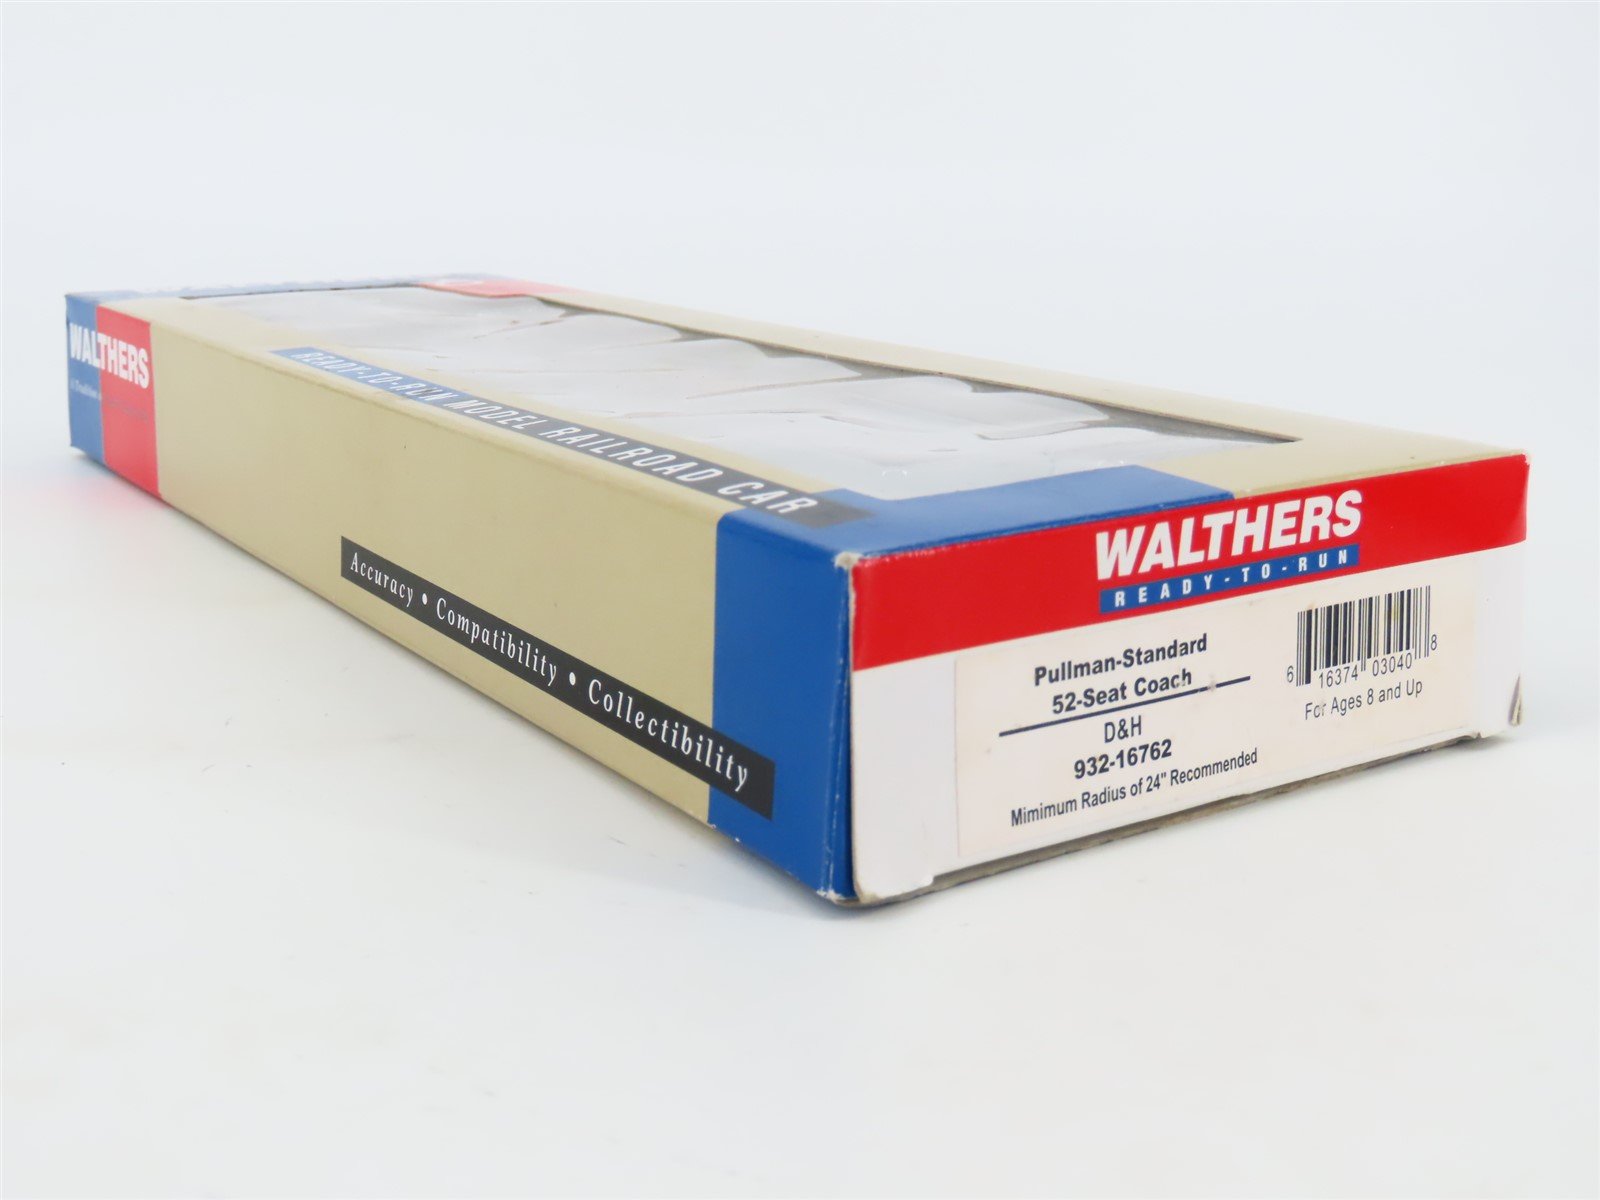 WALTHERS
READY-TO-RUN MODEL RAILROAD CAR
Accuracy • Compatibility • Collectibility
WALTHERS
READY-TO-RUN
Pullman-Standard
52-Seat Coach
D&H
932-16762
Mimimum Radius of 24" Recommended
6 16374 03040 8
For Ages 8 and Up